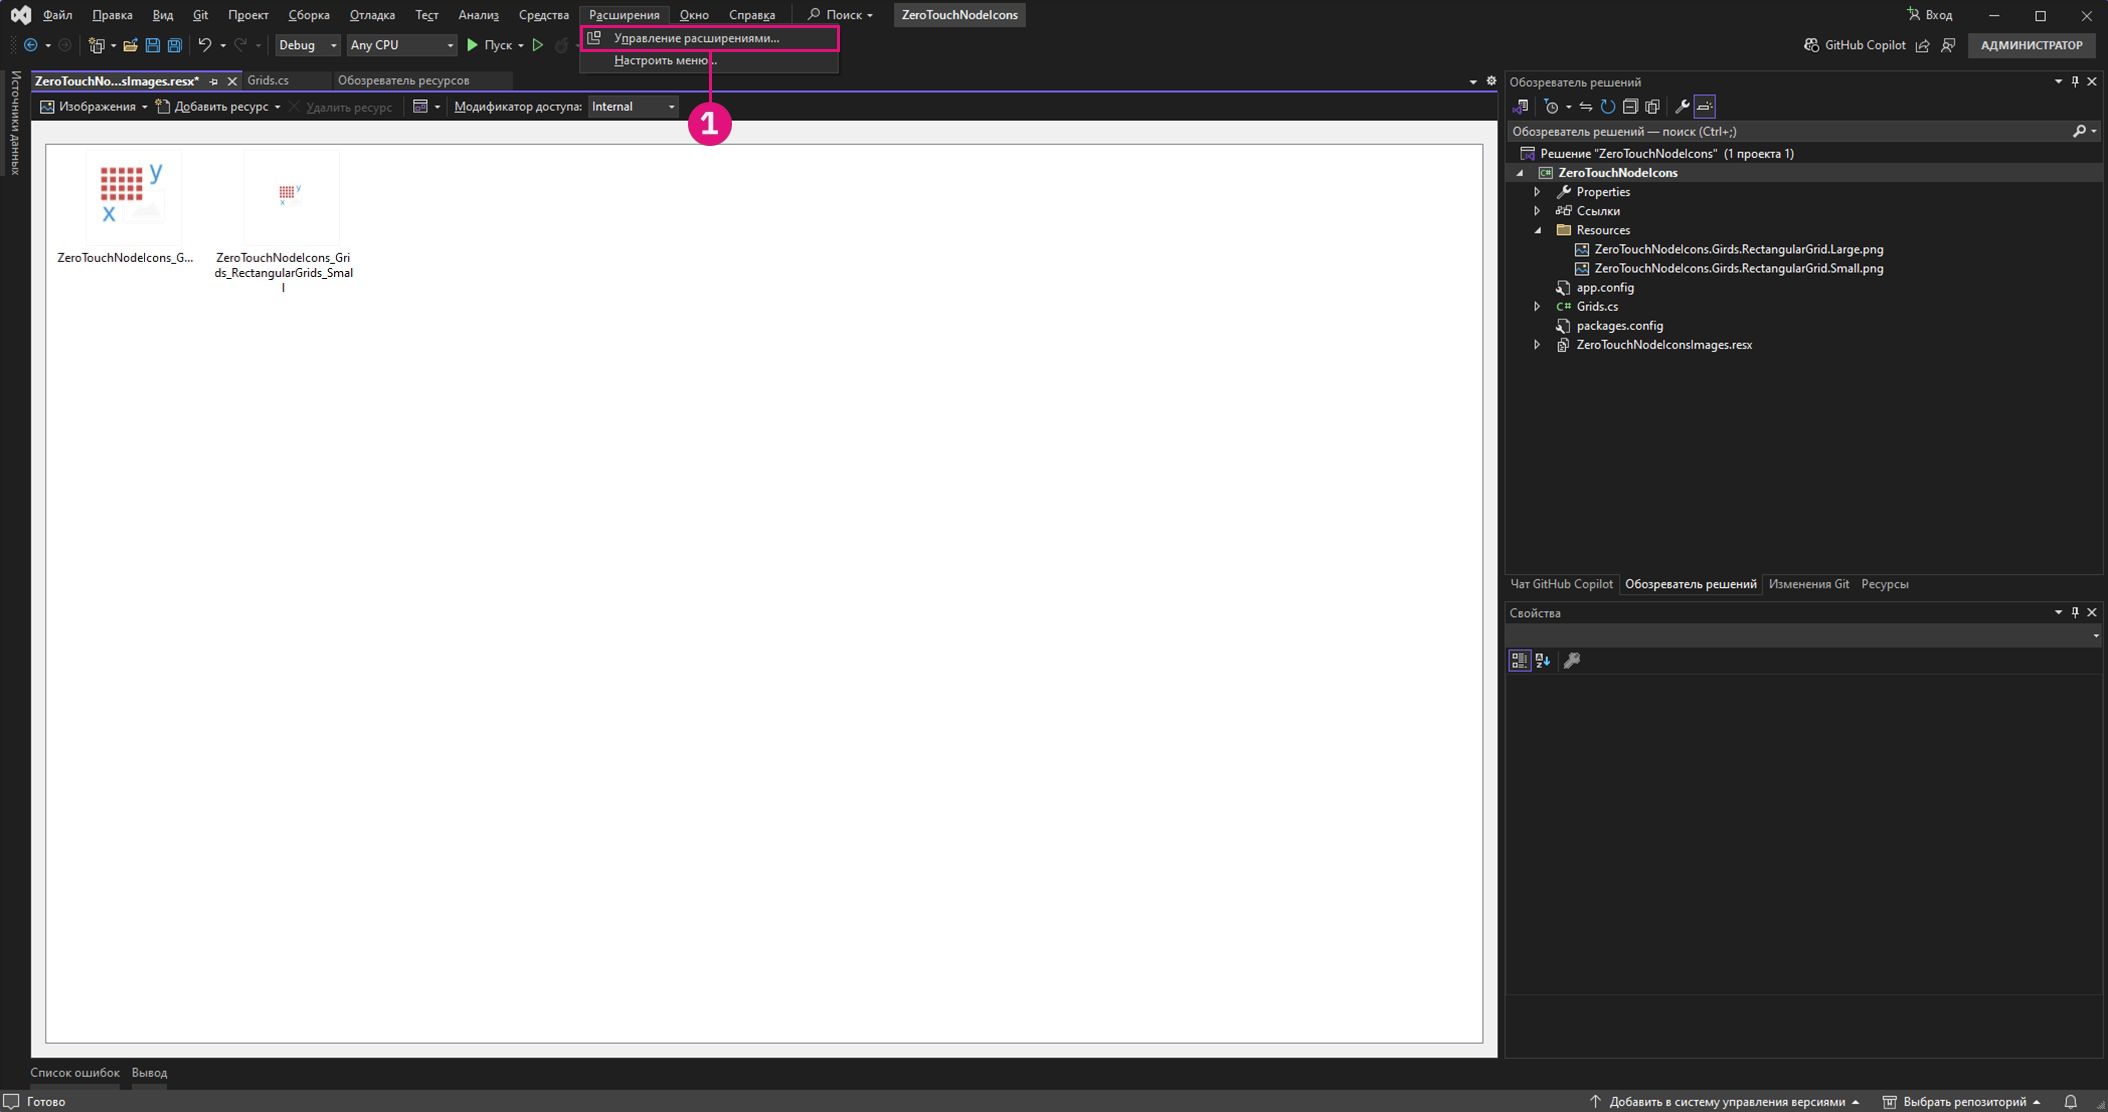 Файл Правка Вид Git Проект Сборка Отладка Тест Анализ Средства Расширения Окно Справка Поиск ZeroTouchNodeIcons Вход
Debug Any CPU Пуск GitHub Copilot АДМИНИСТРАТОР
Управление расширениями...
Настроить меню...
1
Источники данных
ZeroTouchNo...sImages.resx* Grids.cs Обозреватель ресурсов
Изображения Добавить ресурс Удалить ресурс Модификатор доступа: Internal
y
x
ZeroTouchNodeIcons_G...
y
x
ZeroTouchNodeIcons_Gri
ds_RectangularGrids_Smal
l
Обозреватель решений
Обозреватель решений — поиск (Ctrl+;)
Решение "ZeroTouchNodeIcons" (1 проекта 1)
C# ZeroTouchNodeIcons
Properties
Ссылки
Resources
ZeroTouchNodeIcons.Girds.RectangularGrid.Large.png
ZeroTouchNodeIcons.Girds.RectangularGrid.Small.png
app.config
C# Grids.cs
packages.config
ZeroTouchNodeIconsImages.resx
Чат GitHub Copilot Обозреватель решений Изменения Git Ресурсы
Свойства
Список ошибок Вывод
Готово Добавить в систему управления версиями Выбрать репозиторий